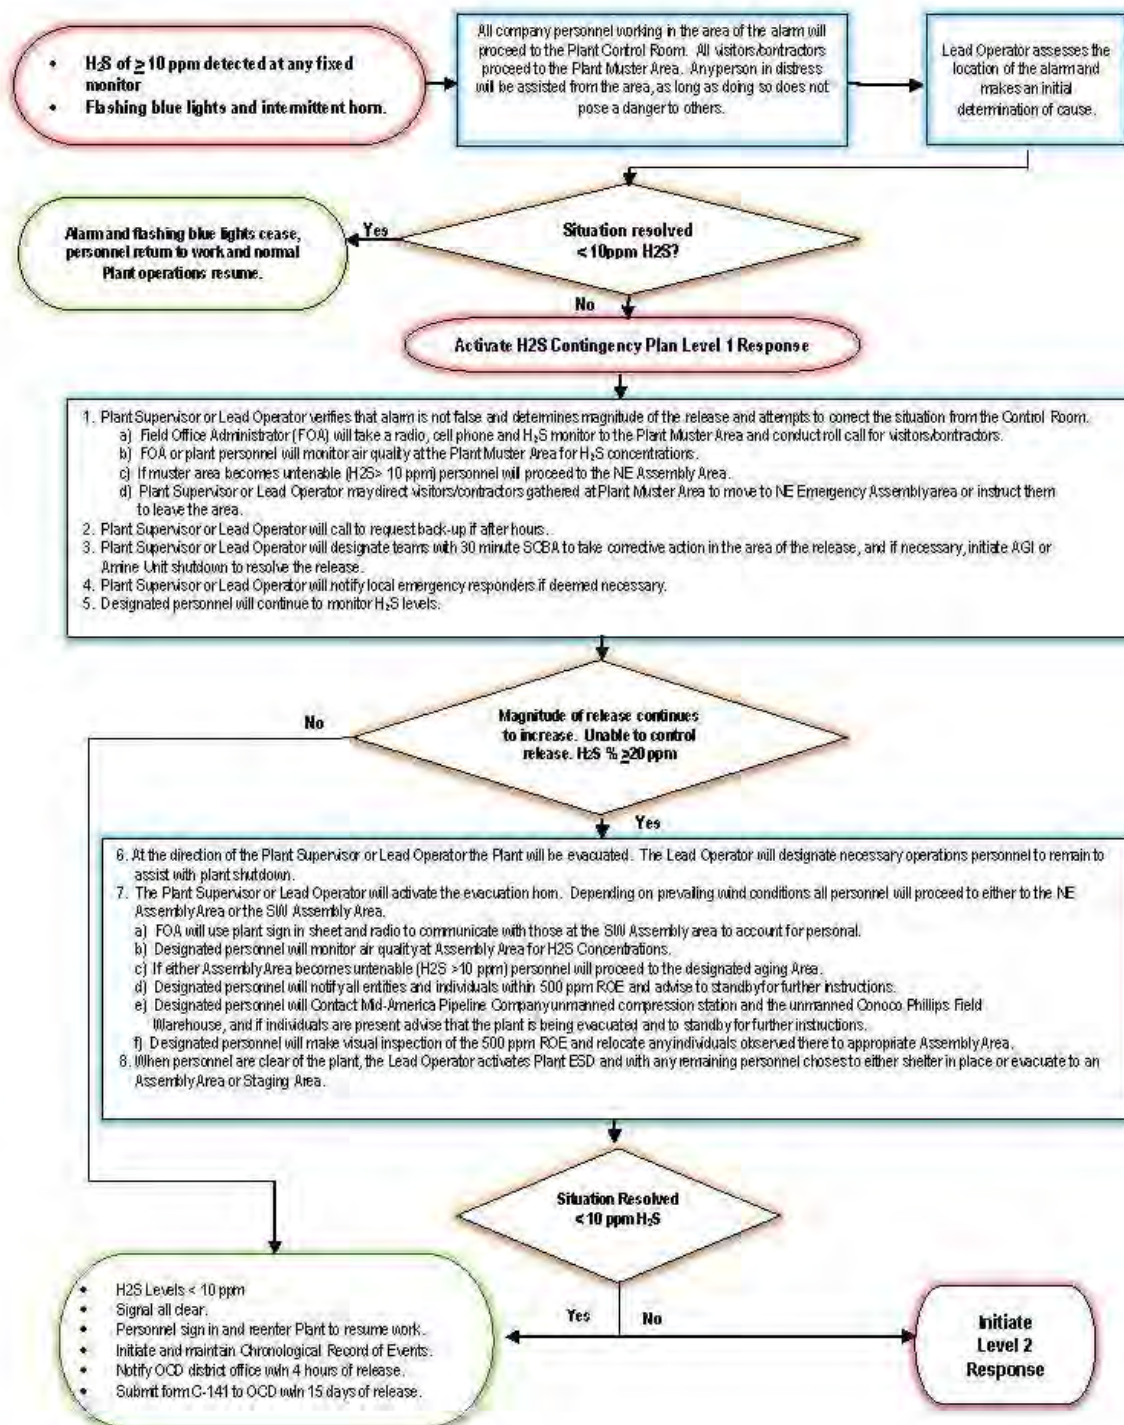 • H₂S of ≥ 10 ppm detected at any fixed
monitor
• Flashing blue lights and intermittent horn.
All company personnel working in the area of the alarm will
proceed to the Plant Control Room. All visitors/contractors
proceed to the Plant Muster Area. Any person in distress
will be assisted from the area, as long as doing so does not
pose a danger to others.
Lead Operator assesses the
location of the alarm and
makes an initial
determination of cause.
Situation resolved
< 10ppm H2S?
Yes
Alarm and flashing blue lights cease,
personnel return to work and normal
Plant operations resume.
No
Activate H2S Contingency Plan Level 1 Response
1. Plant Supervisor or Lead Operator verifies that alarm is not false and determines magnitude of the release and attempts to correct the situation from the Control Room.
a) Field Office Administrator (FOA) will take a radio, cell phone and H₂S monitor to the Plant Muster Area and conduct roll call for visitors/contractors.
b) FOA or plant personnel will monitor air quality at the Plant Muster Area for H₂S concentrations.
c) If muster area becomes untenable (H2S> 10 ppm) personnel will proceed to the NE Assembly Area.
d) Plant Supervisor or Lead Operator may direct visitors/contractors gathered at Plant Muster Area to move to NE Emergency Assembly area or instruct them
to leave the area.
2. Plant Supervisor or Lead Operator will call to request back-up if after hours.
3. Plant Supervisor or Lead Operator will designate teams with 30 minute SCBA to take corrective action in the area of the release, and if necessary, initiate AGI or
Amine Unit shutdown to resolve the release.
4. Plant Supervisor or Lead Operator will notify local emergency responders if deemed necessary.
5. Designated personnel will continue to monitor H₂S levels.
Magnitude of release continues
to increase. Unable to control
release. H₂S % ≥20 ppm
No
Yes
6. At the direction of the Plant Supervisor or Lead Operator the Plant will be evacuated. The Lead Operator will designate necessary operations personnel to remain to
assist with plant shutdown.
7. The Plant Supervisor or Lead Operator will activate the evacuation horn. Depending on prevailing wind conditions all personnel will proceed to either to the NE
Assembly Area or the SW Assembly Area.
a) FOA will use plant sign in sheet and radio to communicate with those at the SW Assembly area to account for personal.
b) Designated personnel will monitor air quality at Assembly Area for H2S Concentrations.
c) If either Assembly Area becomes untenable (H2S >10 ppm) personnel will proceed to the designated aging Area.
d) Designated personnel will notify all entities and individuals within 500 ppm ROE and advise to standby for further instructions.
e) Designated personnel will Contact Mid-America Pipeline Company unmanned compression station and the unmanned Conoco Phillips Field
Warehouse, and if individuals are present advise that the plant is being evacuated and to standby for further instructions.
f) Designated personnel will make visual inspection of the 500 ppm ROE and relocate any individuals observed there to appropriate Assembly Area.
8. When personnel are clear of the plant, the Lead Operator activates Plant ESD and with any remaining personnel choses to either shelter in place or evacuate to an
Assembly Area or Staging Area.
Situation Resolved
< 10 ppm H₂S
Yes
No
• H2S Levels < 10 ppm
• Signal all clear.
• Personnel sign in and reenter Plant to resume work.
• Initiate and maintain Chronological Record of Events.
• Notify OCD district office w/in 4 hours of release.
• Submit form C-141 to OCD w/in 15 days of release.
Initiate
Level 2
Response